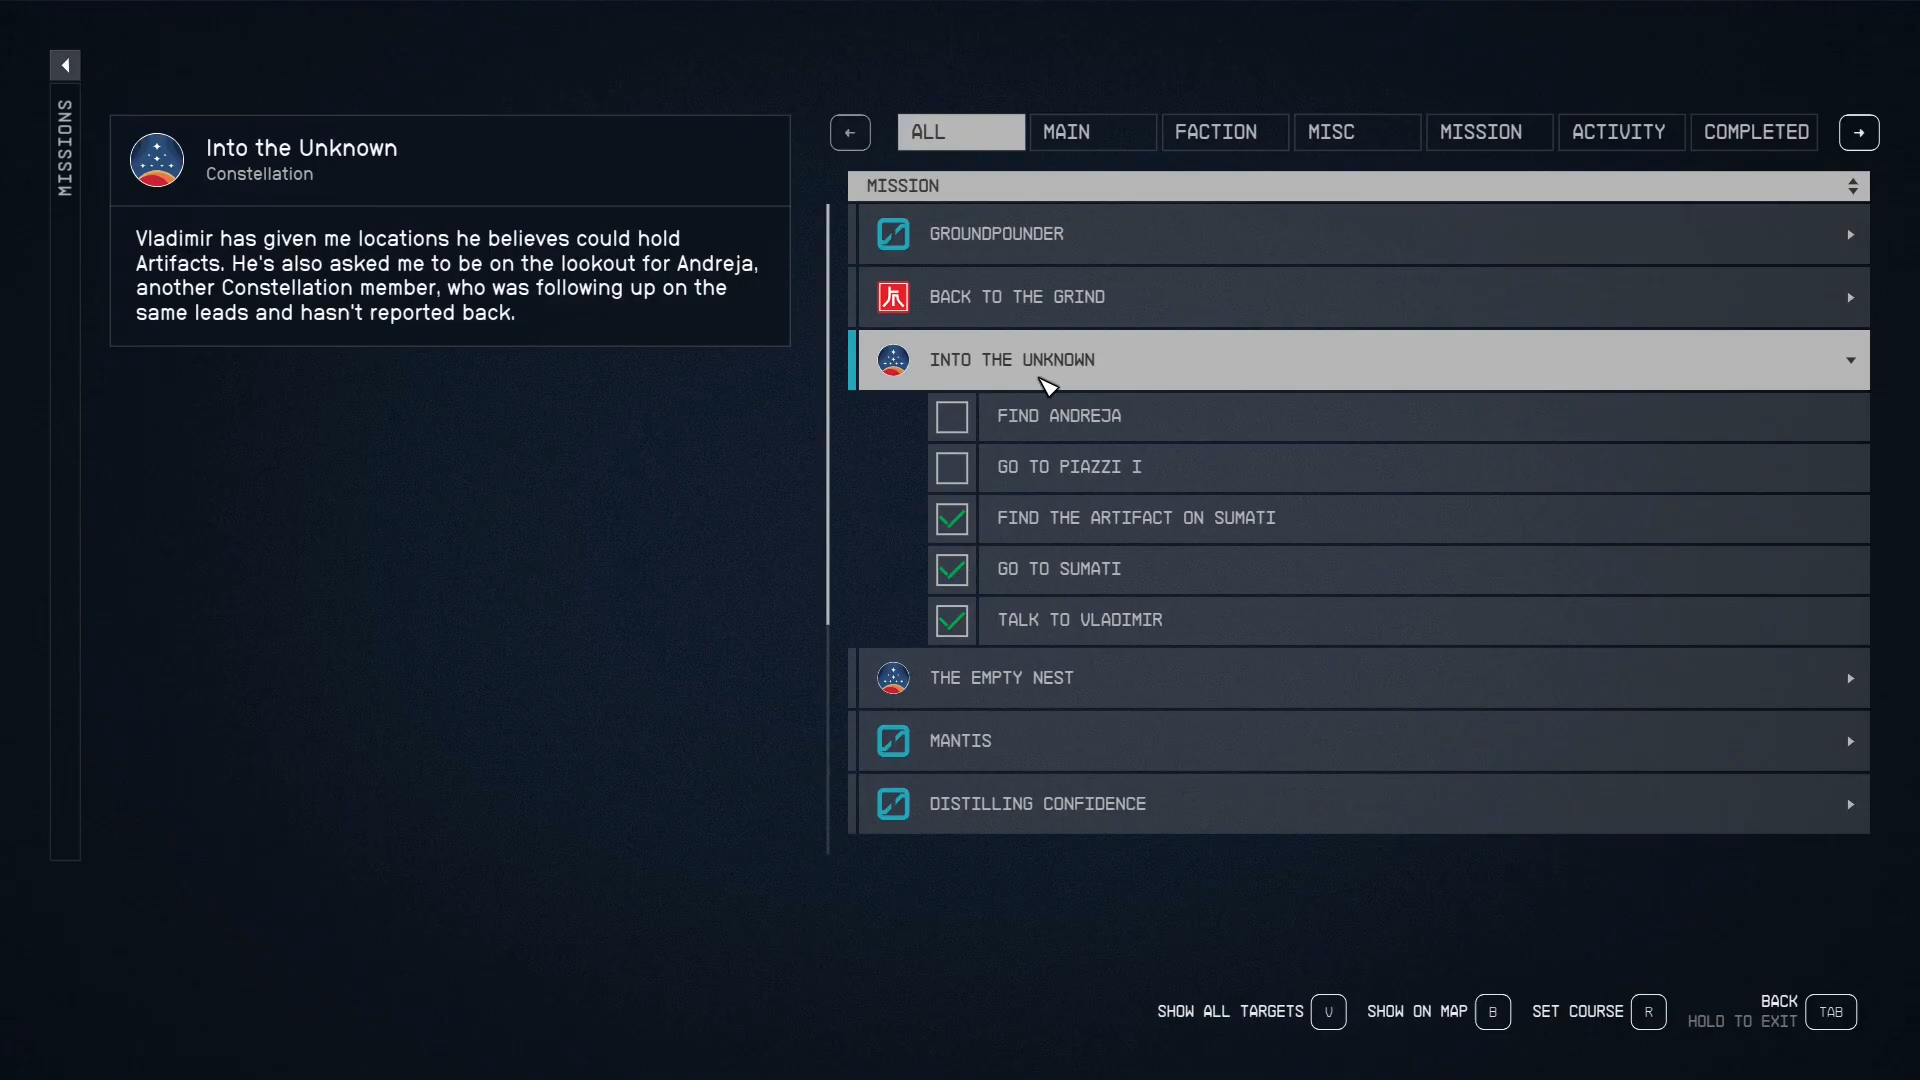 MISSIONS
Into the Unknown
Constellation
Vladimir has given me locations he believes could hold
Artifacts. He's also asked me to be on the lookout for Andreja,
another Constellation member, who was following up on the
same leads and hasn't reported back.
ALL MAIN FACTION MISC MISSION ACTIVITY COMPLETED
MISSION
GROUNDPOUNDER
BACK TO THE GRIND
INTO THE UNKNOWN
FIND ANDREJA
GO TO PIAZZI I
FIND THE ARTIFACT ON SUMATI
GO TO SUMATI
TALK TO VLADIMIR
THE EMPTY NEST
MANTIS
DISTILLING CONFIDENCE
SHOW ALL TARGETS V SHOW ON MAP B SET COURSE R BACK TAB
HOLD TO EXIT